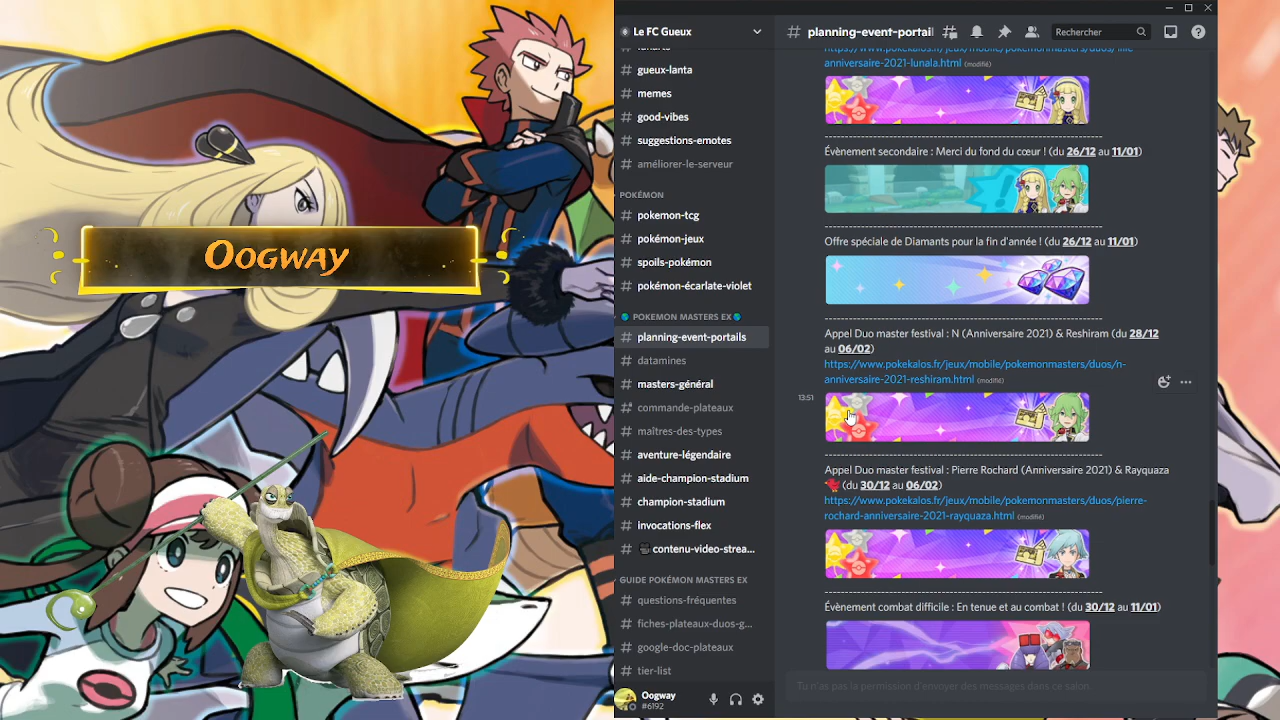 Oogway
Le FC Gueux
gueux-lanta
memes
good-vibes
suggestions-emotes
améliorer-le-serveur
POKÉMON
pokemon-tcg
pokémon-jeux
spoils-pokémon
pokémon-écarlate-violet
POKEMON MASTERS EX
planning-event-portails
datamines
masters-général
commande-plateaux
maîtres-des-types
aventure-légendaire
aide-champion-stadium
champion-stadium
invocations-flex
contenu-video-strea...
GUIDE POKÉMON MASTERS EX
questions-fréquentes
fiches-plateaux-duos-g...
google-doc-plateaux
tier-list
Oogway
#6192
planning-event-portail
Rechercher
anniversaire-2021-lunala.html (modifié)
--------------------------------------------------------------
Évènement secondaire : Merci du fond du cœur ! (du 26/12 au 11/01)
--------------------------------------------------------------
Offre spéciale de Diamants pour la fin d'année ! (du 26/12 au 11/01)
--------------------------------------------------------------
Appel Duo master festival : N (Anniversaire 2021) & Reshiram (du 28/12
au 06/02)
https://www.pokekalos.fr/jeux/mobile/pokemonmasters/duos/n-
anniversaire-2021-reshiram.html (modifié)
13:51
--------------------------------------------------------------
Appel Duo master festival : Pierre Rochard (Anniversaire 2021) & Rayquaza
(du 30/12 au 06/02)
https://www.pokekalos.fr/jeux/mobile/pokemonmasters/duos/pierre-
rochard-anniversaire-2021-rayquaza.html (modifié)
--------------------------------------------------------------
Évènement combat difficile : En tenue et au combat ! (du 30/12 au 11/01)
Tu n'as pas la permission d'envoyer des messages dans ce salon.